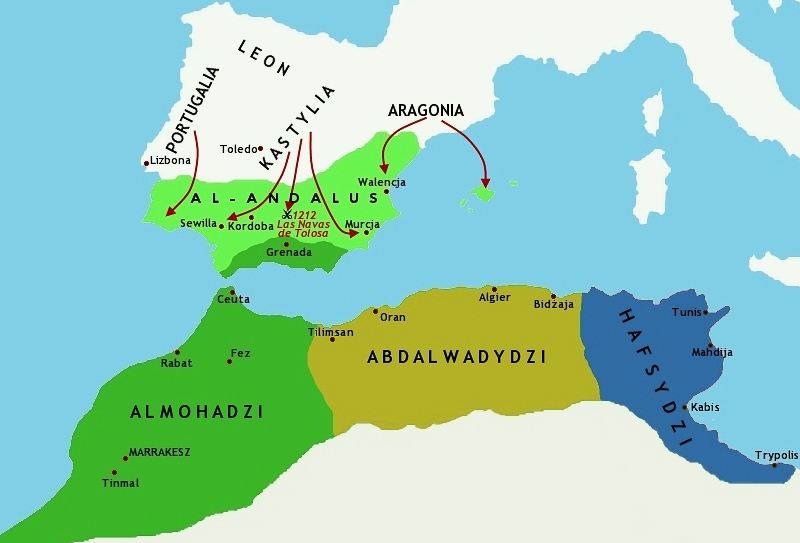 LEON
PORTUGALIA
KASTYLIA
ARAGONIA
Toledo
Lizbona
Walencja
AL-ANDALUS
x1212
Las Navas
de Tolosa
Sewilla
Kordoba
Murcja
Grenada
Ceuta
Algier
Bidżaja
Oran
Tunis
Tilimsan
HAFSYDZI
Rabat
Fez
ABDALWADYDZI
Mahdija
ALMOHADZI
Kabis
MARRAKESZ
Trypolis
Tinmal